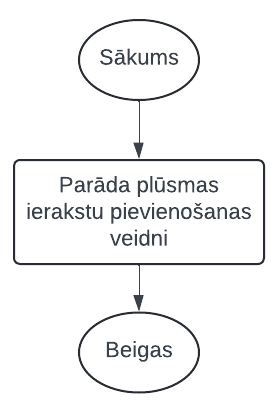 Sākums
Parāda plūsmas
ierakstu pievienošanas
veidni
Beigas